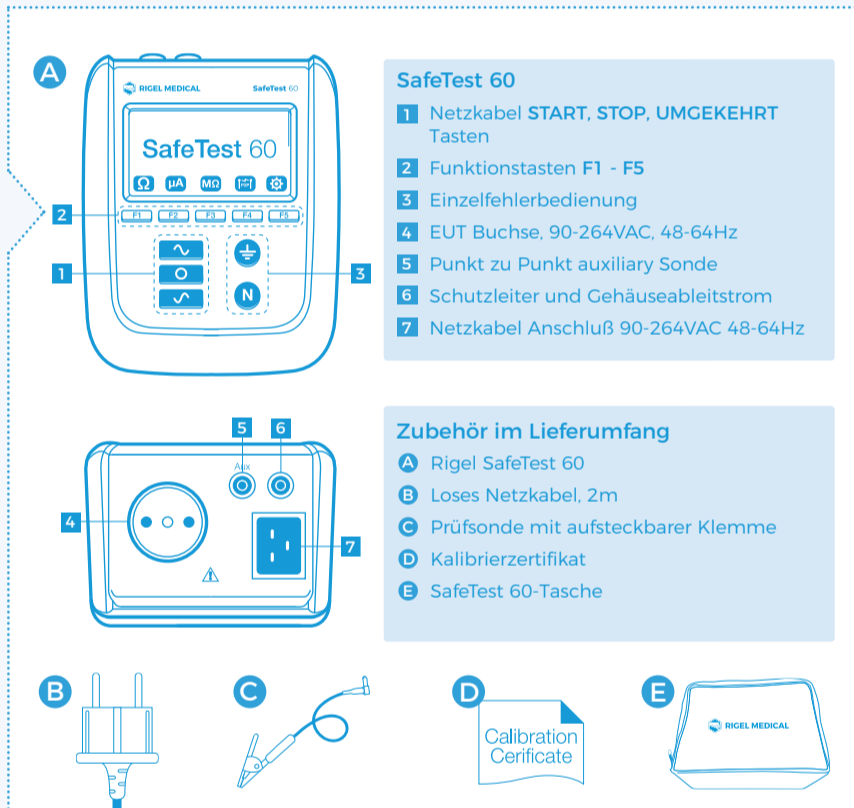 A
RIGEL MEDICAL SafeTest 60
SafeTest 60
Ω μA MΩ
F1 F2 F3 F4 F5
2
1
3
N
SafeTest 60
1 Netzkabel START, STOP, UMGEKEHRT
Tasten
2 Funktionstasten F1 - F5
3 Einzelfehlerbedienung
4 EUT Buchse, 90-264VAC, 48-64Hz
5 Punkt zu Punkt auxiliary Sonde
6 Schutzleiter und Gehäuseableitstrom
7 Netzkabel Anschluß 90-264VAC 48-64Hz
5 6
Aux
4
7
Zubehör im Lieferumfang
A Rigel SafeTest 60
B Loses Netzkabel, 2m
C Prüfsonde mit aufsteckbarer Klemme
D Kalibrierzertifikat
E SafeTest 60-Tasche
B
C
D
Calibration
Cerificate
E
RIGEL MEDICAL